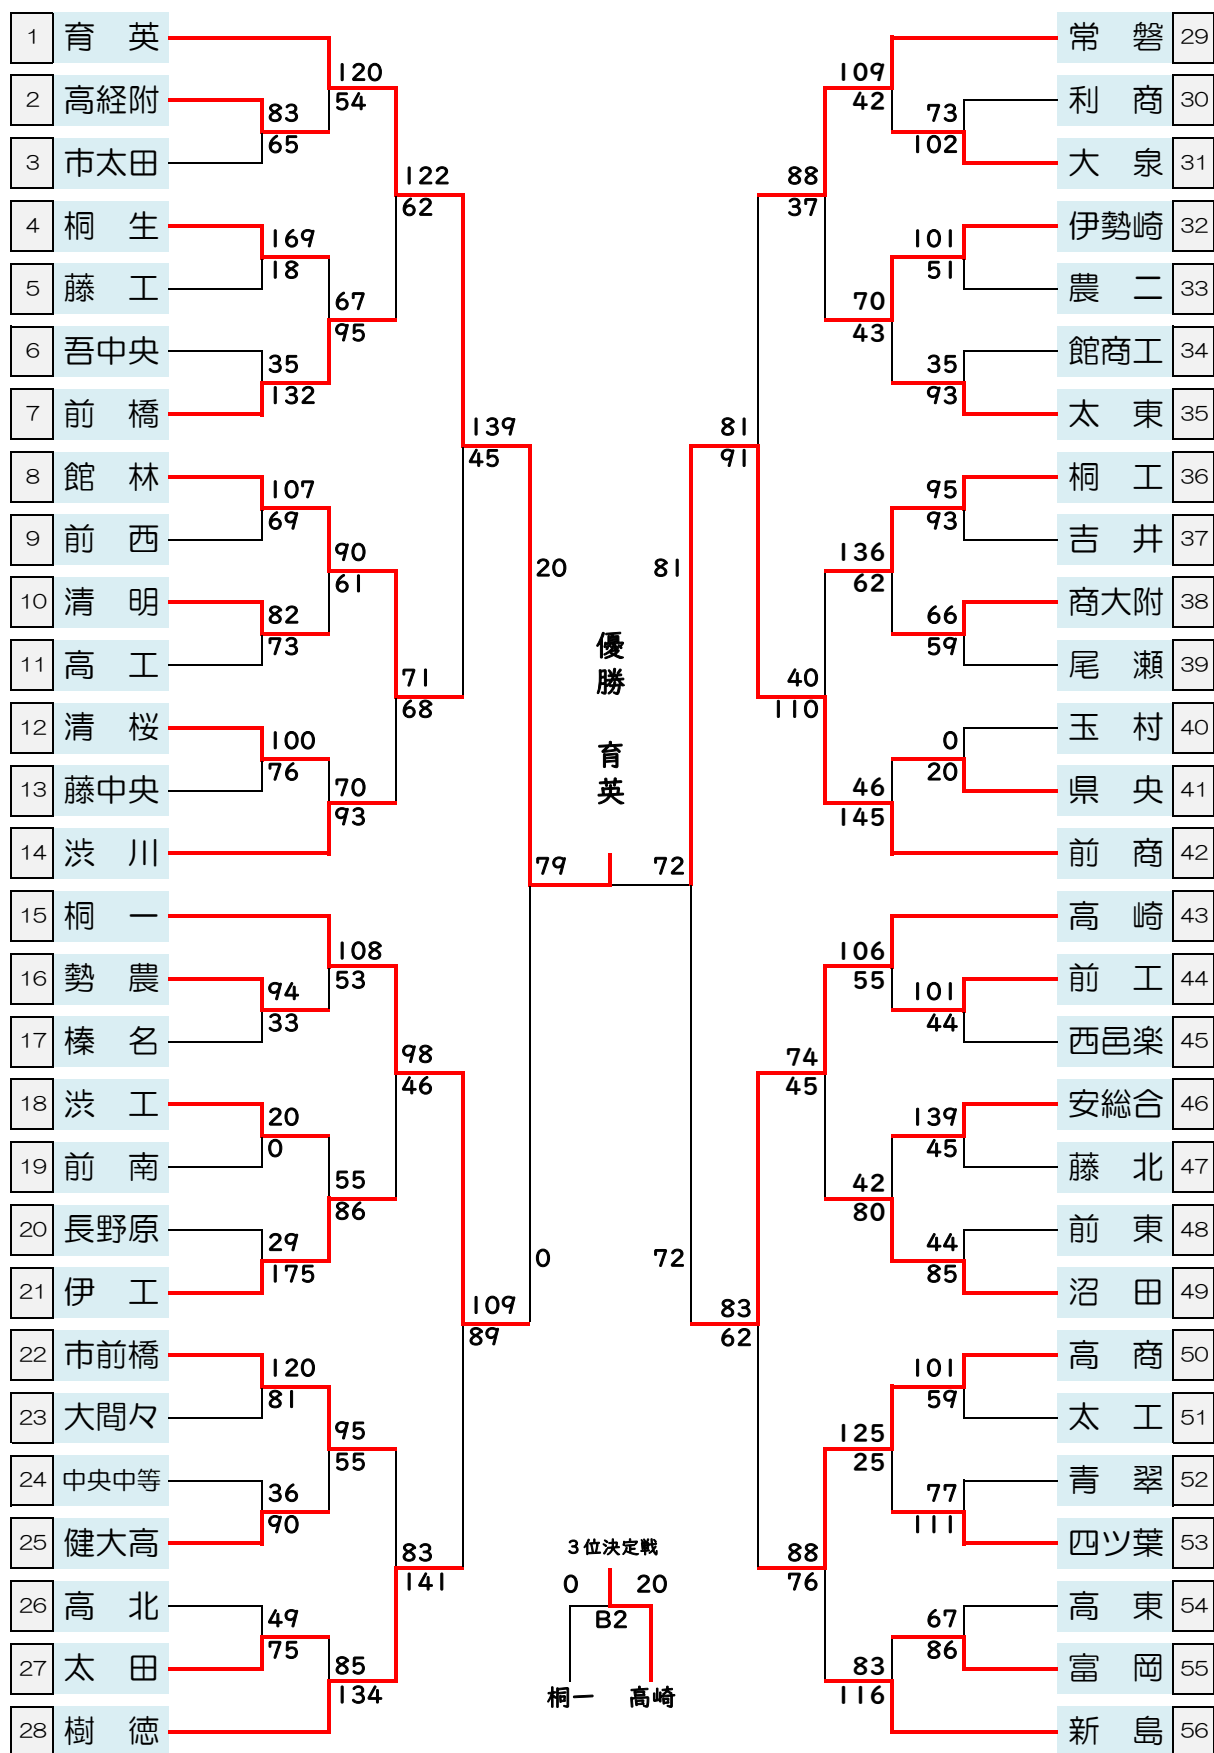 1 育 英
2 高経附
3 市太田
4 桐 生
5 藤 工
6 吾中央
7 前 橋
8 館 林
9 前 西
10 清 明
11 高 工
12 清 桜
13 藤中央
14 渋 川
15 桐 一
16 勢 農
17 榛 名
18 渋 工
19 前 南
20 長野原
21 伊 工
22 市前橋
23 大間々
24 中央中等
25 健大高
26 高 北
27 太 田
28 樹 徳
83
65
169
18
35
132
107
69
82
73
100
76
94
33
20
0
29
175
120
81
36
90
49
75
120
54
67
95
90
61
70
93
108
53
55
86
95
55
85
134
122
62
71
68
98
46
83
141
139
45
109
89
20
0
79
優勝 育英
72
81
72
81
91
83
62
88
37
40
110
74
45
88
76
109
42
70
43
136
62
46
145
106
55
42
80
125
25
83
116
73
102
101
51
35
93
95
93
66
59
0
20
101
44
139
45
44
85
101
59
77
111
67
86
常 磐 29
利 商 30
大 泉 31
伊勢崎 32
農 二 33
館商工 34
太 東 35
桐 工 36
吉 井 37
商大附 38
尾 瀬 39
玉 村 40
県 央 41
前 商 42
高 崎 43
前 工 44
西邑楽 45
安総合 46
藤 北 47
前 東 48
沼 田 49
高 商 50
太 工 51
青 翠 52
四ツ葉 53
高 東 54
富 岡 55
新 島 56
3位決定戦
0 20
B2
桐一 高崎